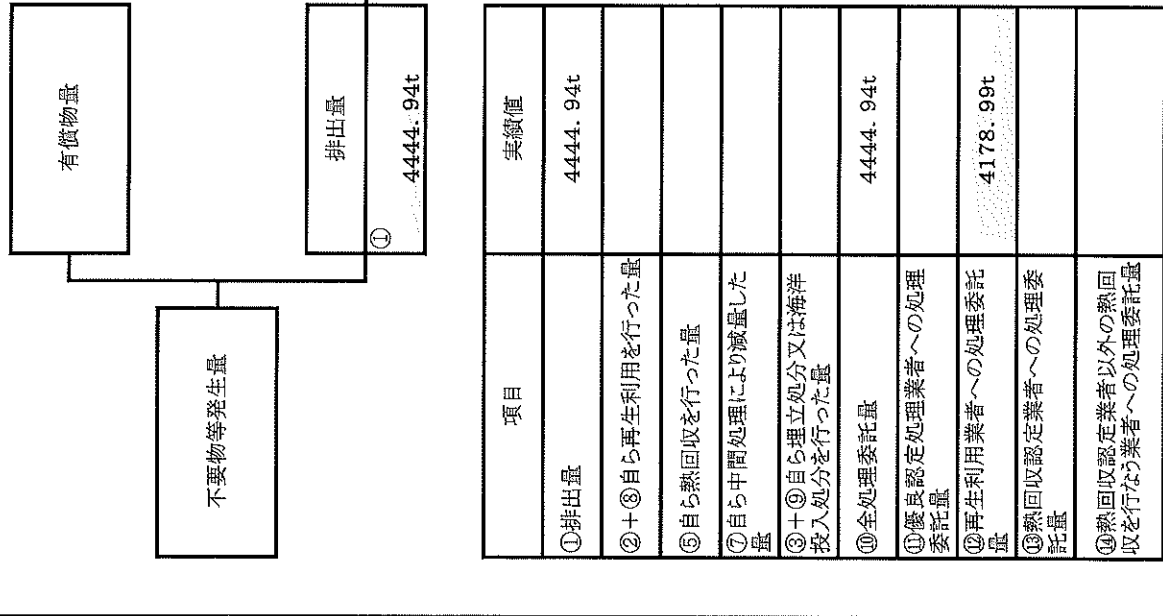 有償物量
不要物等発生量
排出量
①
4444.94t
項目
実績値
①排出量
4444.94t
②+⑧自ら再生利用を行った量
⑤自ら熱回収を行った量
⑦自ら中間処理により減量した
量
③+⑨自ら埋立処分又は海洋
投入処分を行った量
⑩全処理委託量
4444.94t
⑪優良認定処理業者への処理
委託量
⑫再生利用業者への処理委託
量
4178.99t
⑬熱回収認定業者への処理委
託量
⑭熱回収認定業者以外の熱回
収を行なう業者への処理委託量